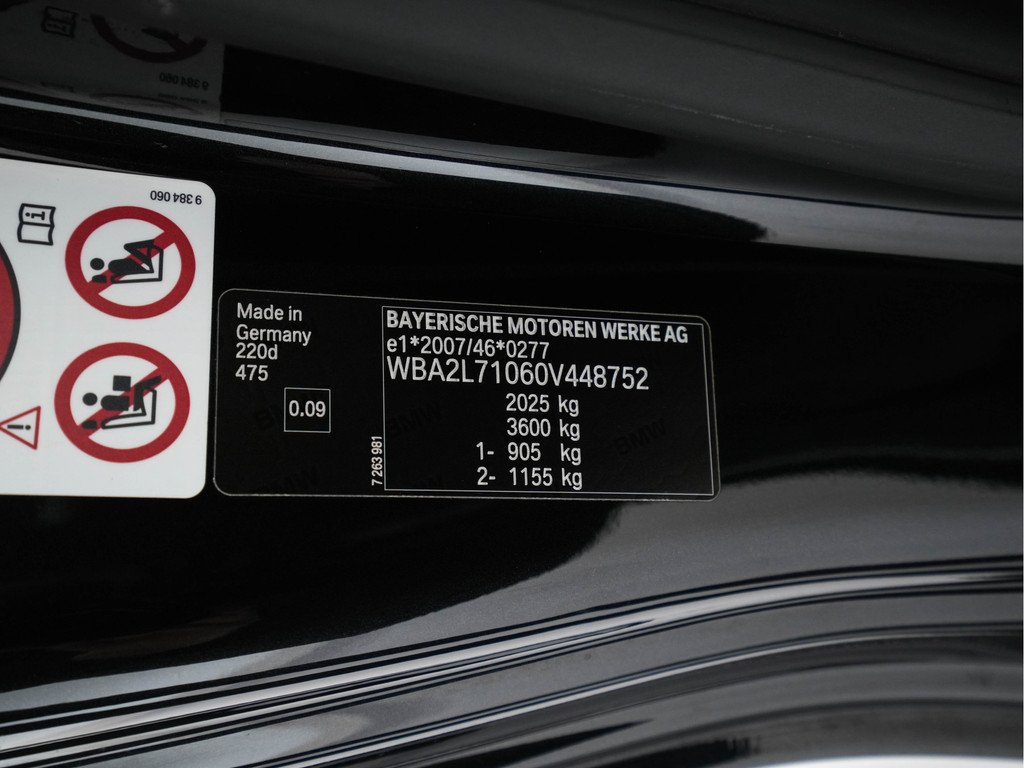 9 384 060
Made in
Germany
220d
475
0.09
7 263 981
BAYERISCHE MOTOREN WERKE AG
e1*2007/46*0277
WBA2L71060V448752
2025 kg
3600 kg
1- 905 kg
2- 1155 kg